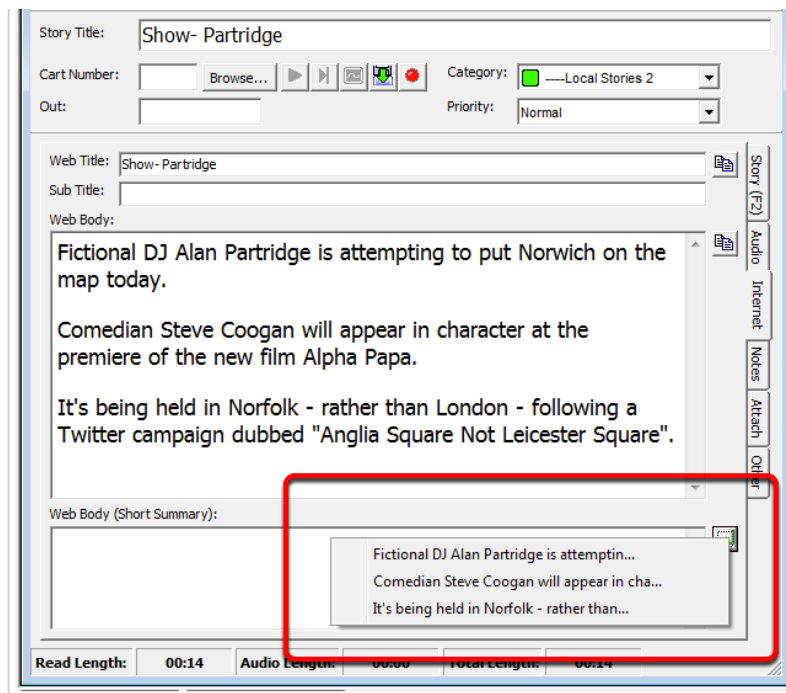 Story Title: Show- Partridge
Cart Number: Browse... Category: ----Local Stories 2
Out: Priority: Normal
Story (F2)
Audio
Internet
Notes
Attach
Other
Web Title: Show- Partridge
Sub Title:
Web Body:
Fictional DJ Alan Partridge is attempting to put Norwich on the
map today.
Comedian Steve Coogan will appear in character at the
premiere of the new film Alpha Papa.
It's being held in Norfolk - rather than London - following a
Twitter campaign dubbed "Anglia Square Not Leicester Square".
Web Body (Short Summary):
Fictional DJ Alan Partridge is attemptin...
Comedian Steve Coogan will appear in cha...
It's being held in Norfolk - rather than...
Read Length: 00:14 Audio Length: 00:00 Total Length: 00:14